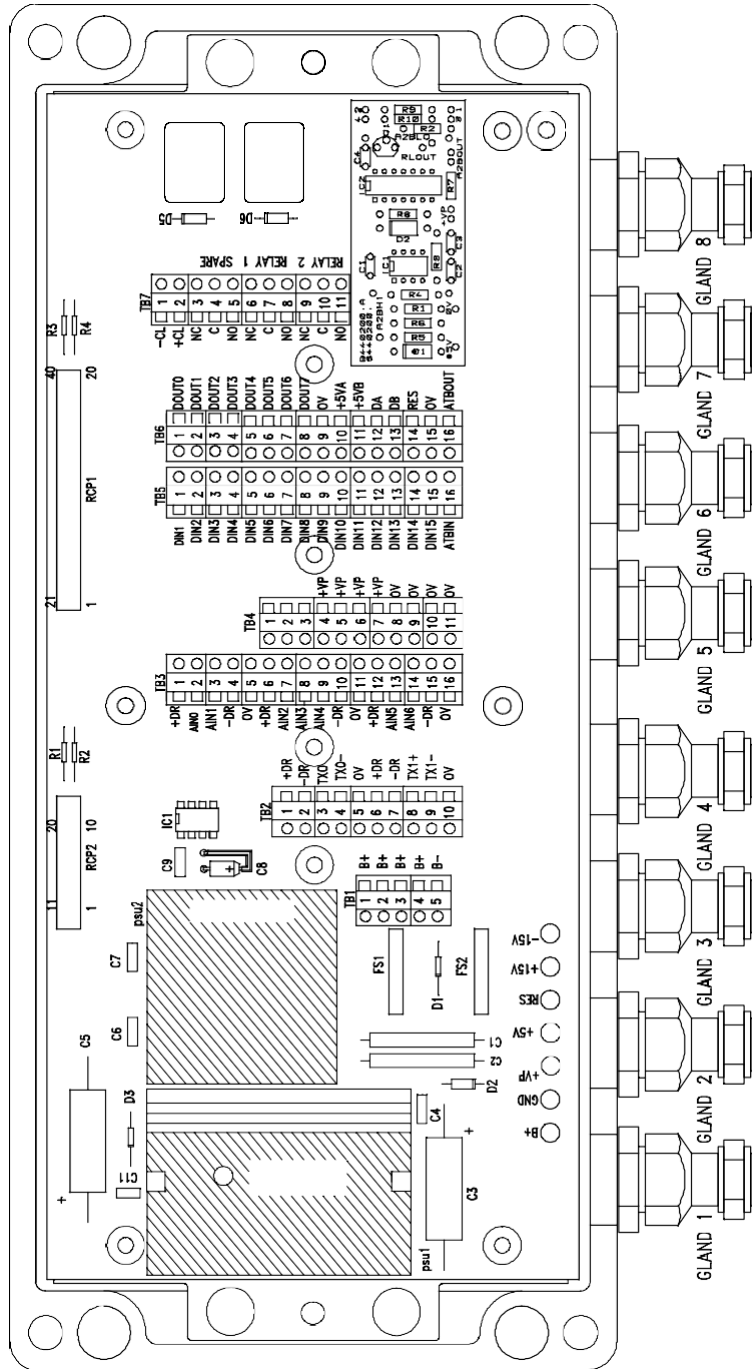 GLAND 1
GLAND 2
GLAND 3
GLAND 4
GLAND 5
GLAND 6
GLAND 7
GLAND 8
R3
R4
40
20
21
1
RCP1
R1
R2
20
10
11
1
RCP2
D5
D6
TB7
-CL 1
+CL 2
NC 3
C 4
NO 5
NC 6
C 7
NO 8
NC 9
C 10
NO 11
RELAY 2 RELAY 1 SPARE
TB6
1 DOUT0
2 DOUT1
3 DOUT2
4 DOUT3
5 DOUT4
6 DOUT5
7 DOUT6
8 DOUT7
9 0V
10 +5VA
11 +5VB
12 DA
13 DB
14 RES
15 0V
16 ATBOUT
TB5
DIN1 1
DIN2 2
DIN3 3
DIN4 4
DIN5 5
DIN6 6
DIN7 7
DIN8 8
DIN9 9
DIN10 10
DIN11 11
DIN12 12
DIN13 13
DIN14 14
DIN15 15
ATBIN 16
TB4
1
2
3
4 +VP
5 +VP
6 +VP
7 +VP
8 0V
9 0V
10 0V
11 0V
TB3
+DR 1
AIN0 2
AIN1 3
-DR 4
0V 5
+DR 6
AIN2 7
AIN3 8
AIN4 9
-DR 10
0V 11
+DR 12
AIN5 13
AIN6 14
-DR 15
0V 16
TB2
1 +DR
2 -DR
3 TX0
4 TX0-
5 0V
6 +DR
7 -DR
8 TX1+
9 TX1-
10 0V
TB1
1 B+
2 B+
3 B+
4 B+
5 B-
IC1
C9
C8
+
psu2
C7
C6
C5
+
D3
C11
psu1
C3
+
C4
C2
C1
D2
D1
FS1
FS2
-15V
+15V
RES
+5V
+VP
GND
B+
R9
R10
R2
A2BL
RLOUT
A2BOUT
C4
IC2
R7
+VP
R6
D2
C1
IC1
R8
C3
C2
R4
R1
R6
R5
A2BHI
0V
+5V